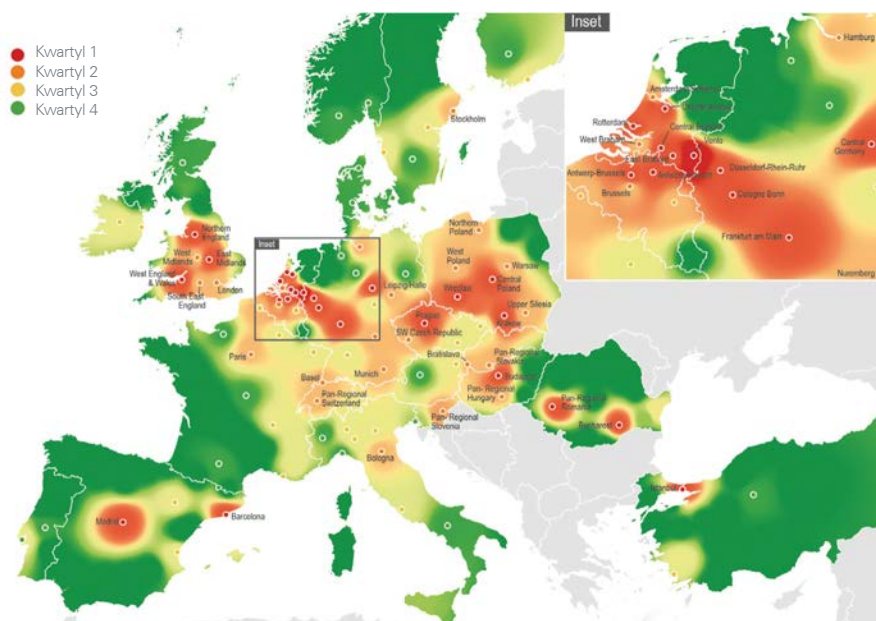 Kwartyl 1
Kwartyl 2
Kwartyl 3
Kwartyl 4
Inset
Stockholm
Northern
England
West
Midlands
East
Midlands
West England
& Wales
South East
England
London
Inset
Northern
Poland
West
Poland
Warsaw
Central
Poland
Leipzig/Halle
Wroclaw
Upper Silesia
Prague
Krakow
SW Czech Republic
Paris
Bratislava
Pan-Regional
Slovakia
Munich
Basel
Budapest
Pan-Regional
Switzerland
Pan- Regional
Hungary
Pan-Regional
Romania
Pan- Regional
Slovenia
Bucharest
Bologna
Madrid
Barcelona
Istanbul
Hamburg
Rotterdam
West Brabant
Venlo
Central
Germany
Antwerp-Brussels
Düsseldorf-Rhein-Ruhr
Brussels
Cologne Bonn
Frankfurt am Main
Nuremberg